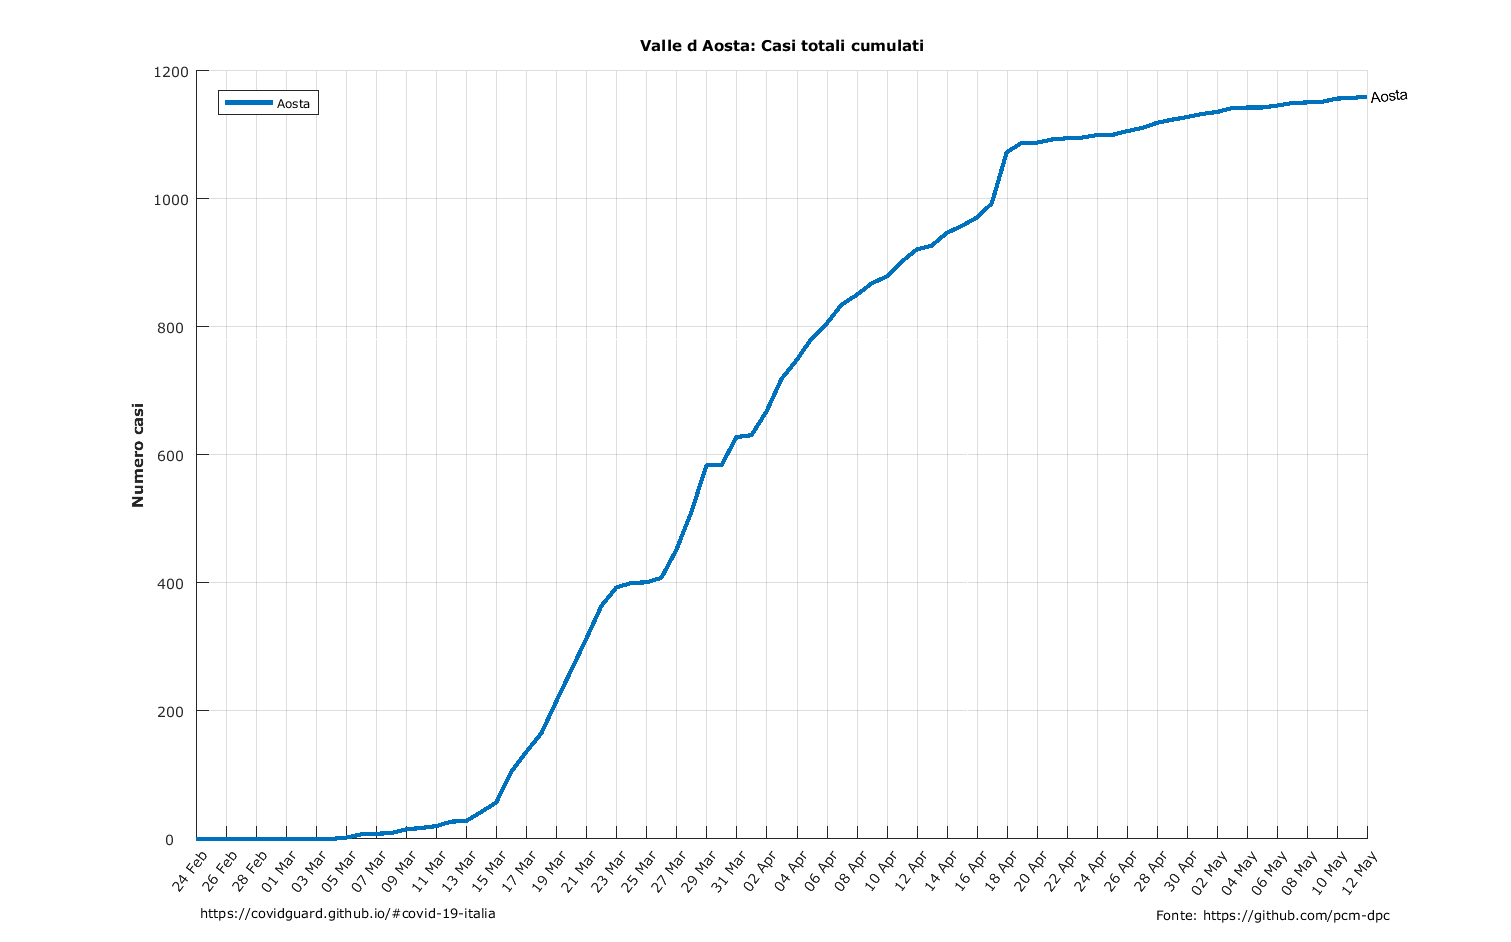 Valle d Aosta: Casi totali cumulati
1200
1000
800
600
400
200
0
Numero casi
Aosta
Aosta
24 Feb
26 Feb
28 Feb
01 Mar
03 Mar
05 Mar
07 Mar
09 Mar
11 Mar
13 Mar
15 Mar
17 Mar
19 Mar
21 Mar
23 Mar
25 Mar
27 Mar
29 Mar
31 Mar
02 Apr
04 Apr
06 Apr
08 Apr
10 Apr
12 Apr
14 Apr
16 Apr
18 Apr
20 Apr
22 Apr
24 Apr
26 Apr
28 Apr
30 Apr
02 May
04 May
06 May
08 May
10 May
12 May
https://covidguard.github.io/#covid-19-italia
Fonte: https://github.com/pcm-dpc